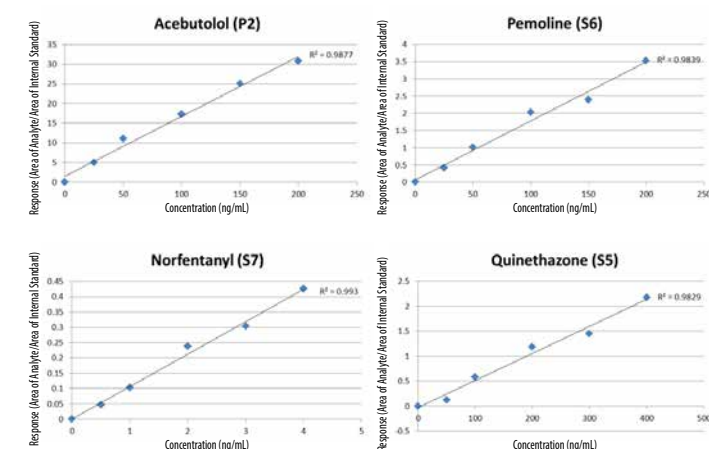 Acebutolol (P2)
Response (Area of Analyte/Area of Internal Standard)
35
30
25
20
15
10
5
0
R² = 0.9877
0 50 100 150 200 250
Concentration (ng/mL)
Pemoline (S6)
Response (Area of Analyte/Area of Internal Standard)
4
3.5
3
2.5
2
1.5
1
0.5
0
R² = 0.9839
0 50 100 150 200 250
Concentration (ng/mL)
Norfentanyl (S7)
Response (Area of Analyte/Area of Internal Standard)
0.45
0.4
0.35
0.3
0.25
0.2
0.15
0.1
0.05
0
R² = 0.993
0 1 2 3 4 5
Concentration (ng/mL)
Quinethazone (S5)
Response (Area of Analyte/Area of Internal Standard)
2.5
2
1.5
1
0.5
0
-0.5
R² = 0.9829
0 100 200 300 400 500
Concentration (ng/mL)